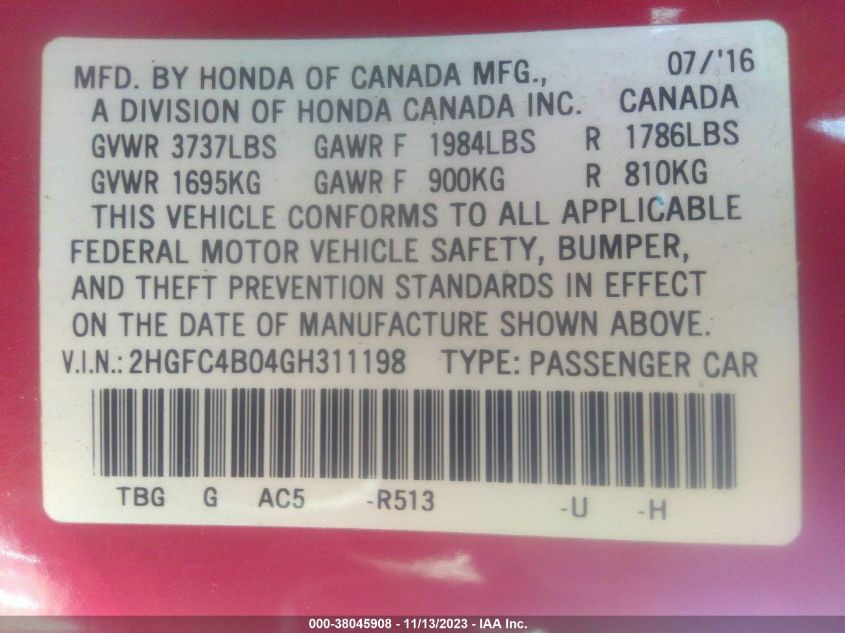 MFD. BY HONDA OF CANADA MFG., 07/'16
A DIVISION OF HONDA CANADA INC. CANADA
GVWR 3737LBS GAWR F 1984LBS R 1786LBS
GVWR 1695KG GAWR F 900KG R 810KG
THIS VEHICLE CONFORMS TO ALL APPLICABLE
FEDERAL MOTOR VEHICLE SAFETY, BUMPER,
AND THEFT PREVENTION STANDARDS IN EFFECT
ON THE DATE OF MANUFACTURE SHOWN ABOVE.
V.I.N.: 2HGFC4B04GH311198 TYPE: PASSENGER CAR
TBG G AC5 -R513 -U -H
000-38045908 - 11/13/2023 - IAA Inc.